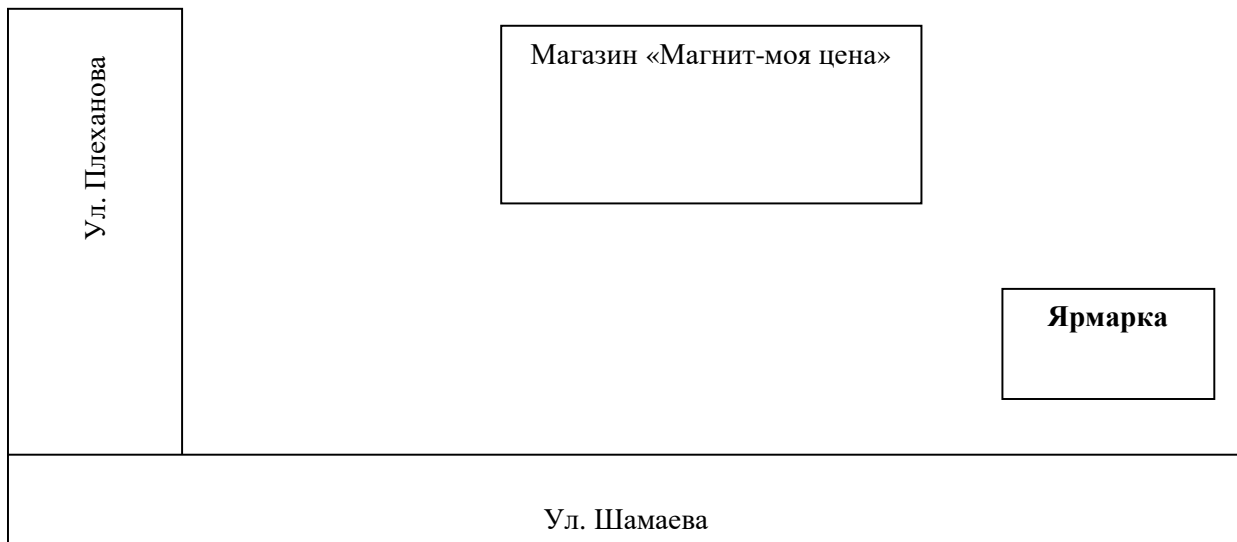 Ул. Плеханова
Магазин «Магнит-моя цена»
Ярмарка
Ул. Шамаева